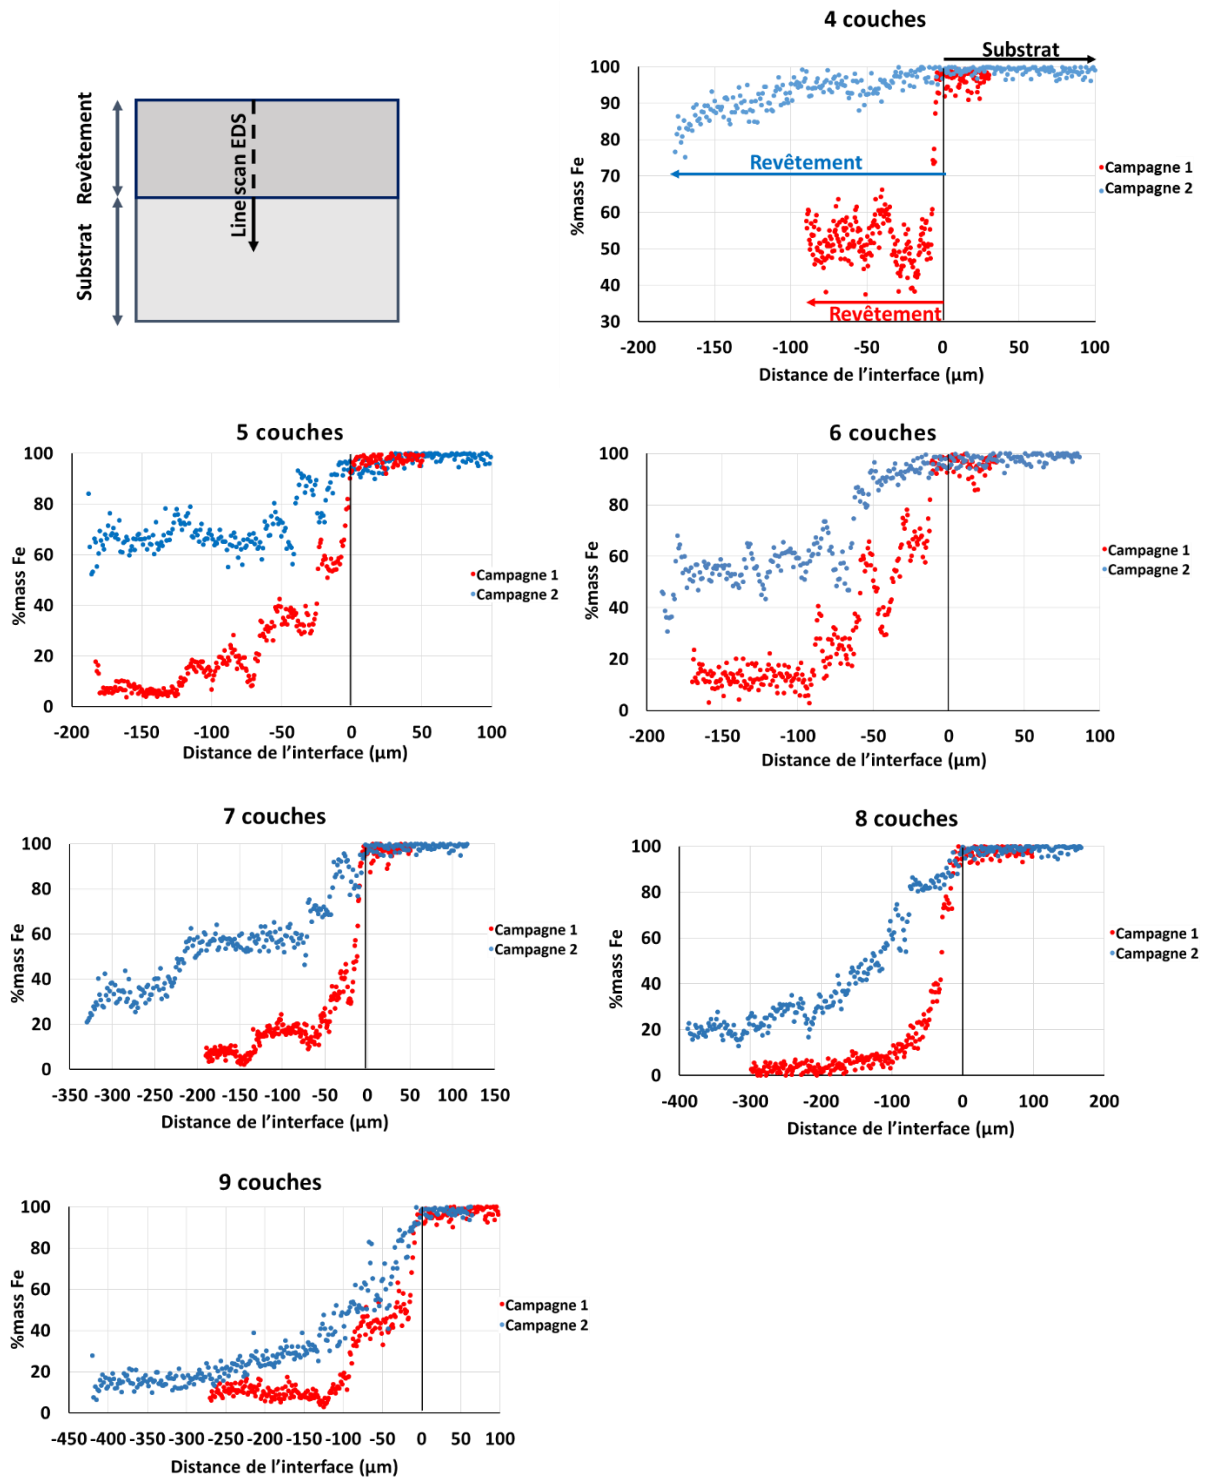 Revêtement
Substrat
Linescan EDS
4 couches
Substrat
%mass Fe
100
90
80
70
60
50
40
30
Revêtement
Revêtement
Campagne 1
Campagne 2
-200 -150 -100 -50 0 50 100
Distance de l’interface (µm)
5 couches
%mass Fe
100
80
60
40
20
0
Campagne 1
Campagne 2
-200 -150 -100 -50 0 50 100
Distance de l’interface (µm)
6 couches
%mass Fe
100
80
60
40
20
0
Campagne 1
Campagne 2
-200 -150 -100 -50 0 50 100
Distance de l’interface (µm)
7 couches
%mass Fe
100
80
60
40
20
0
Campagne 1
Campagne 2
-350 -300 -250 -200 -150 -100 -50 0 50 100 150
Distance de l’interface (µm)
8 couches
%mass Fe
100
80
60
40
20
0
Campagne 1
Campagne 2
-400 -300 -200 -100 0 100 200
Distance de l’interface (µm)
9 couches
%mass Fe
100
80
60
40
20
0
Campagne 1
Campagne 2
-450 -400 -350 -300 -250 -200 -150 -100 -50 0 50 100
Distance de l’interface (µm)